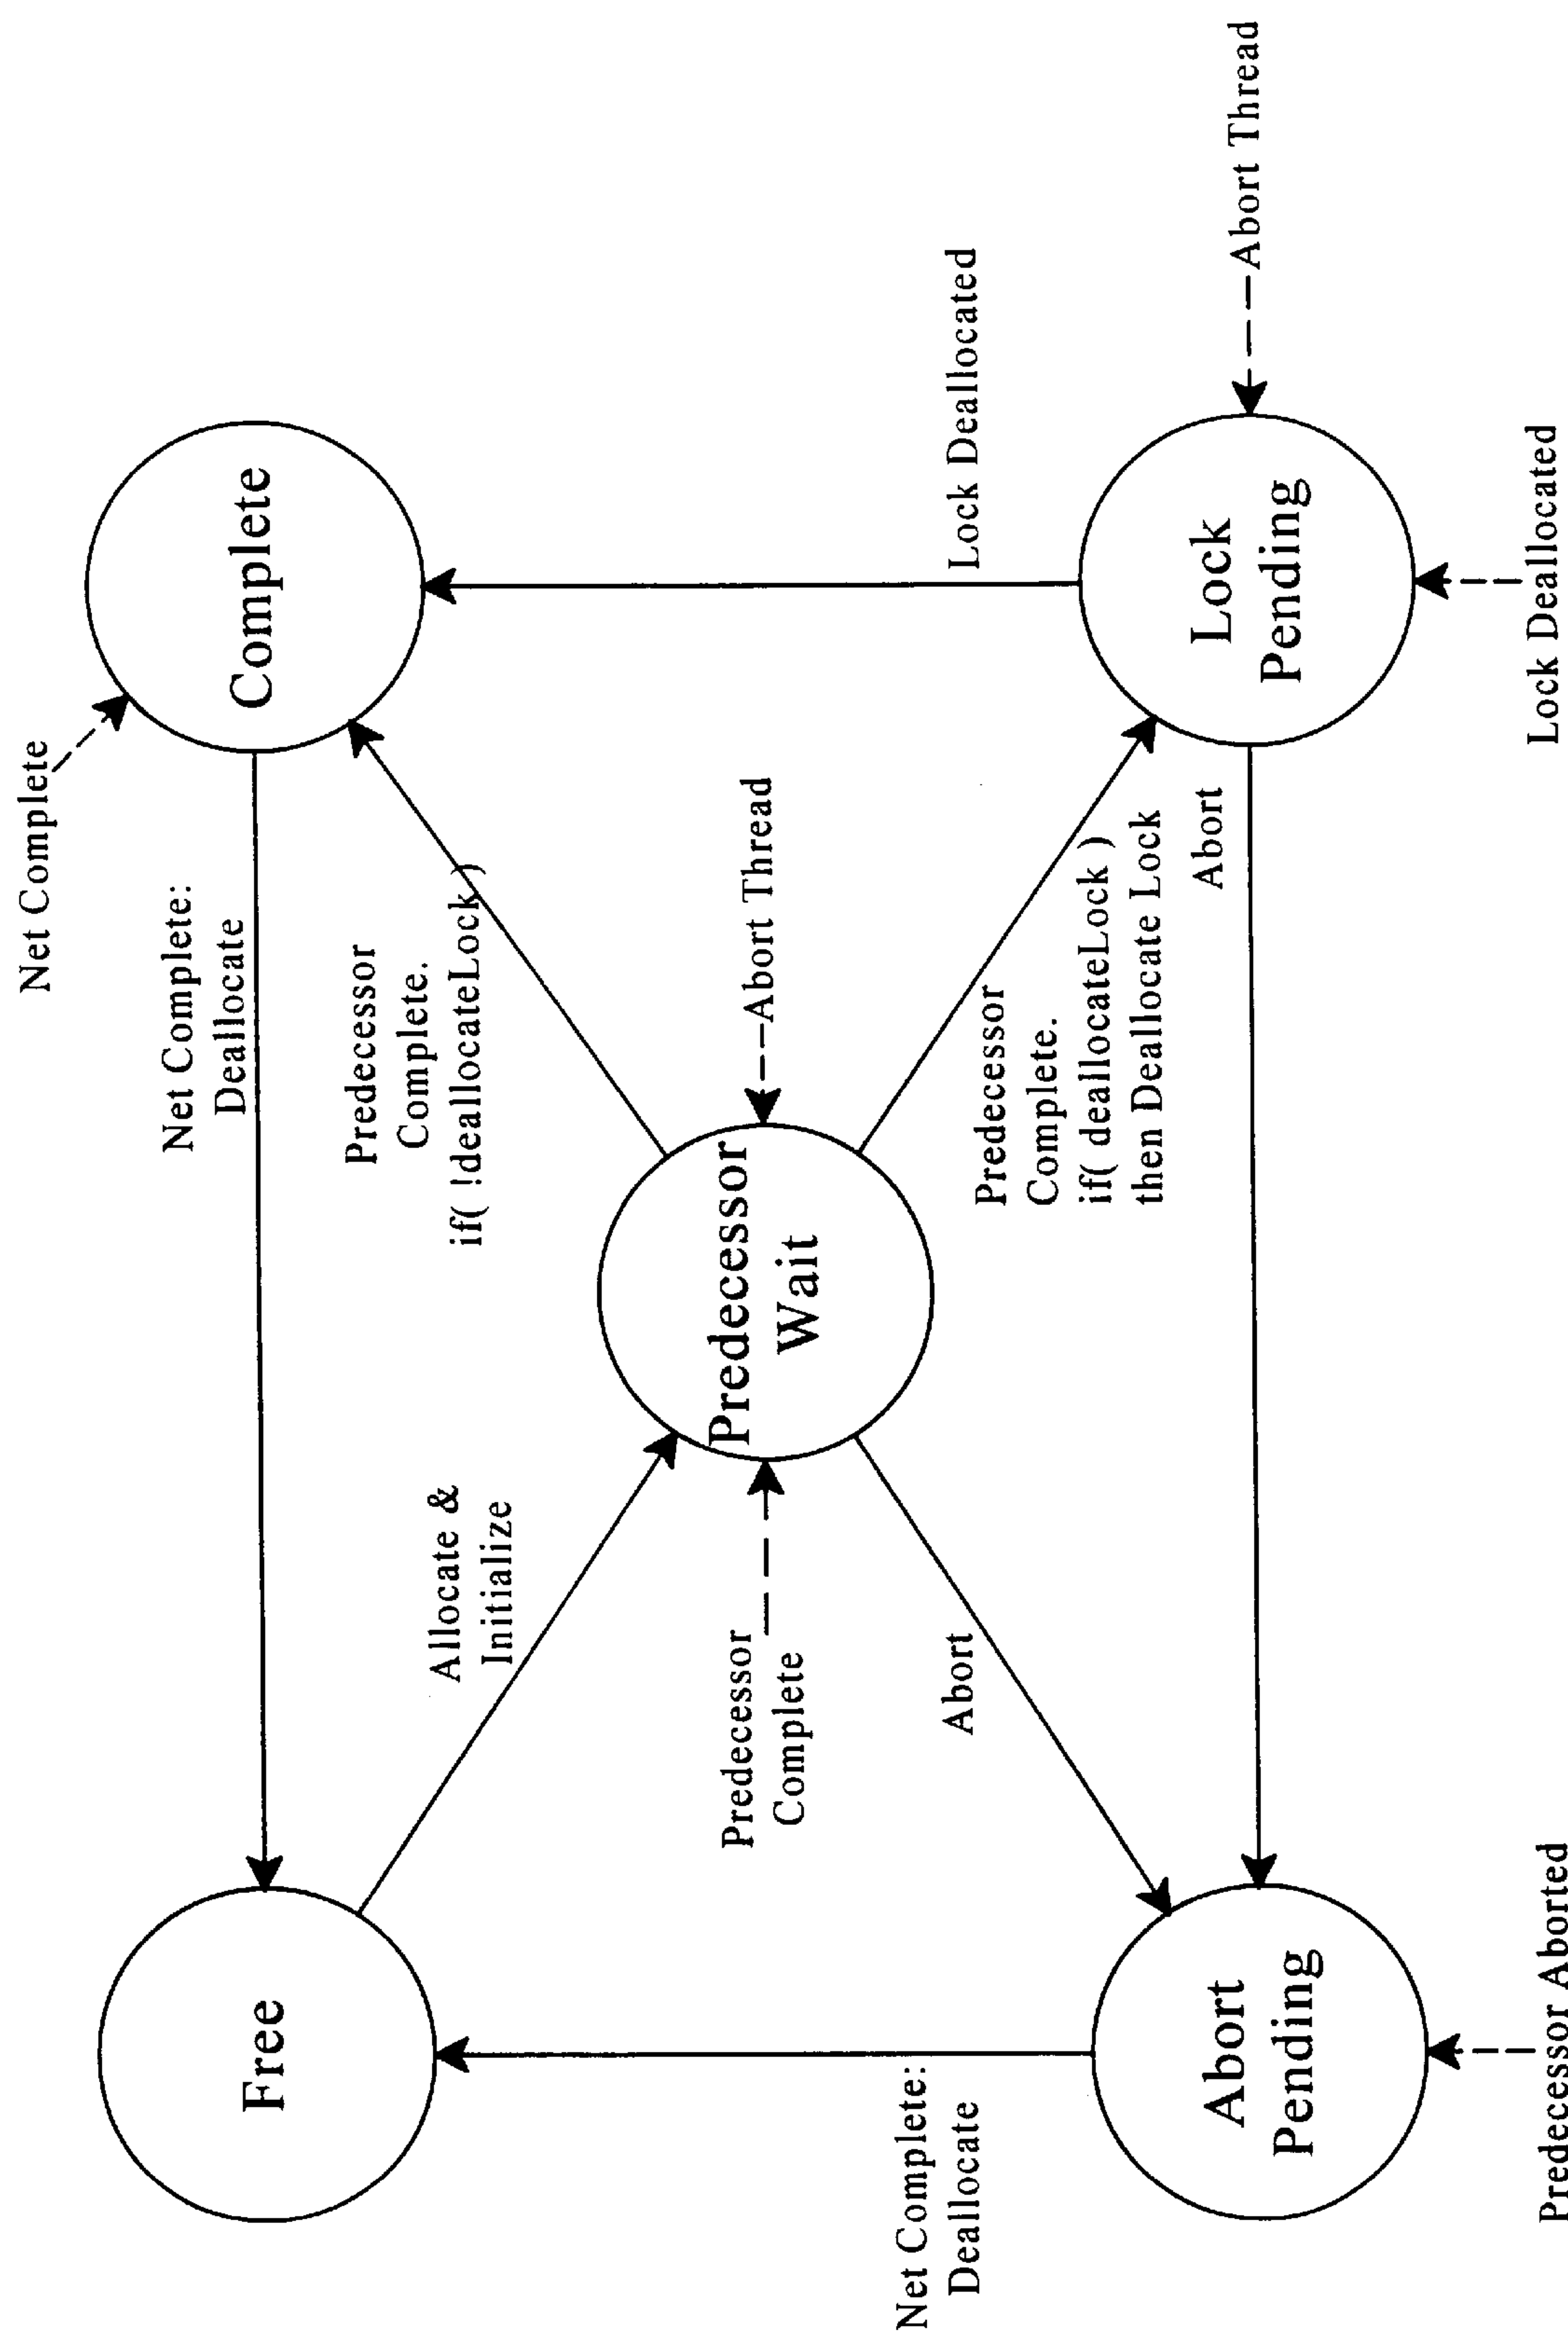 Net Complete
Net Complete:
Deallocate
Free
Complete
Allocate &
Initialize
Predecessor
Complete.
if( !deallocateLock )
Predecessor
Complete
Predecessor
Wait
Abort Thread
Net Complete:
Deallocate
Abort
Predecessor
Complete.
if( deallocateLock )
then Deallocate Lock
Lock Deallocated
Abort
Abort
Pending
Lock
Pending
Abort Thread
Predecessor Aborted
Lock Deallocated